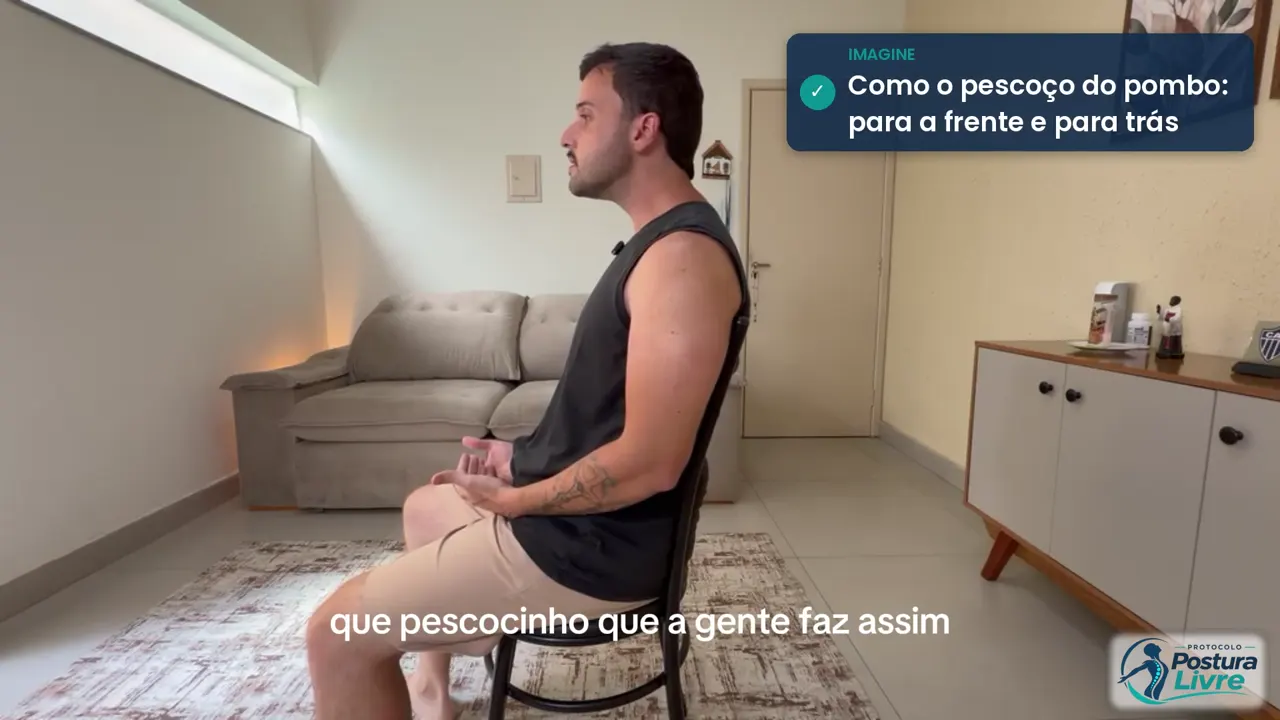 IMAGINE
✓
Como o pescoço do pombo:
para a frente e para trás
que pescocinho que a gente faz assim
PROTOCOLO
Postura
Livre